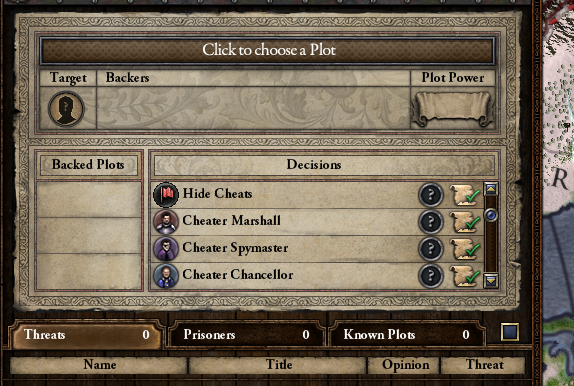 Click to choose a Plot
Target Backers Plot Power
Backed Plots Decisions
Hide Cheats
Cheater Marshall
Cheater Spymaster
Cheater Chancellor
Threats 0 Prisoners 0 Known Plots 0
Name Title Opinion Threat
R